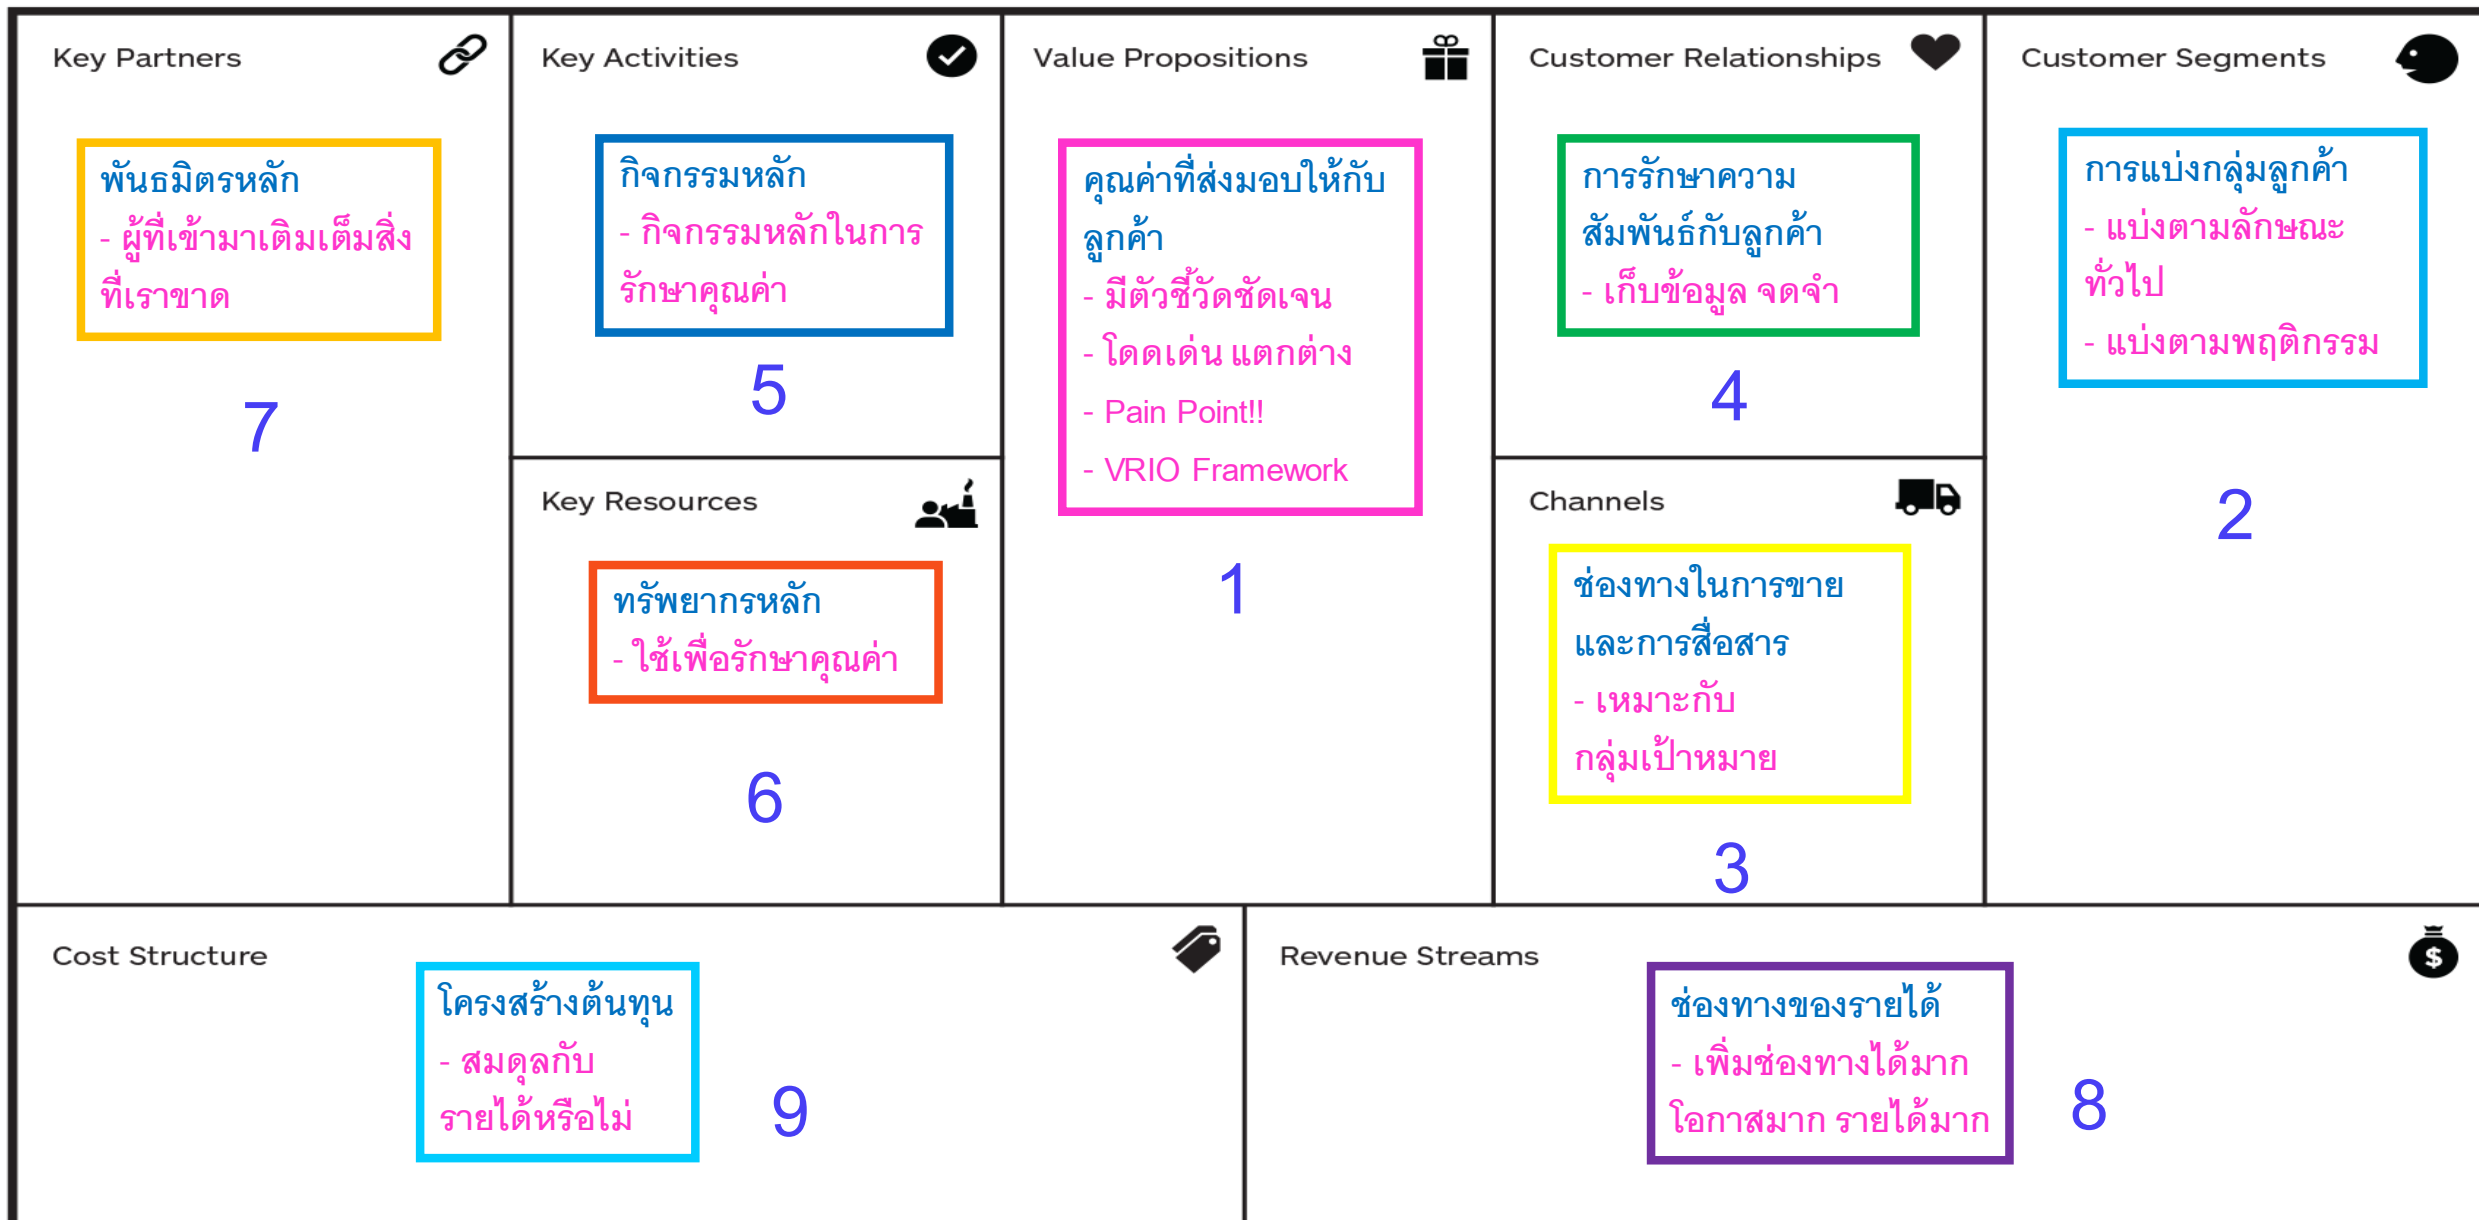 Key Partners
พันธมิตรหลัก
- ผู้ที่เข้ามาเติมเต็มสิ่ง
ที่เราขาด
7
Key Activities
กิจกรรมหลัก
- กิจกรรมหลักในการ
รักษาคุณค่า
5
Key Resources
ทรัพยากรหลัก
- ใช้เพื่อรักษาคุณค่า
6
Value Propositions
คุณค่าที่ส่งมอบให้กับ
ลูกค้า
- มีตัวชี้วัดชัดเจน
- โดดเด่น แตกต่าง
- Pain Point!!
- VRIO Framework
1
Customer Relationships
การรักษาความ
สัมพันธ์กับลูกค้า
- เก็บข้อมูล จดจำ
4
Channels
ช่องทางในการขาย
และการสื่อสาร
- เหมาะกับ
กลุ่มเป้าหมาย
3
Customer Segments
การแบ่งกลุ่มลูกค้า
- แบ่งตามลักษณะ
ทั่วไป
- แบ่งตามพฤติกรรม
2
Cost Structure
โครงสร้างต้นทุน
- สมดุลกับ
รายได้หรือไม่
9
Revenue Streams
$
ช่องทางของรายได้
- เพิ่มช่องทางได้มาก
โอกาสมาก รายได้มาก
8